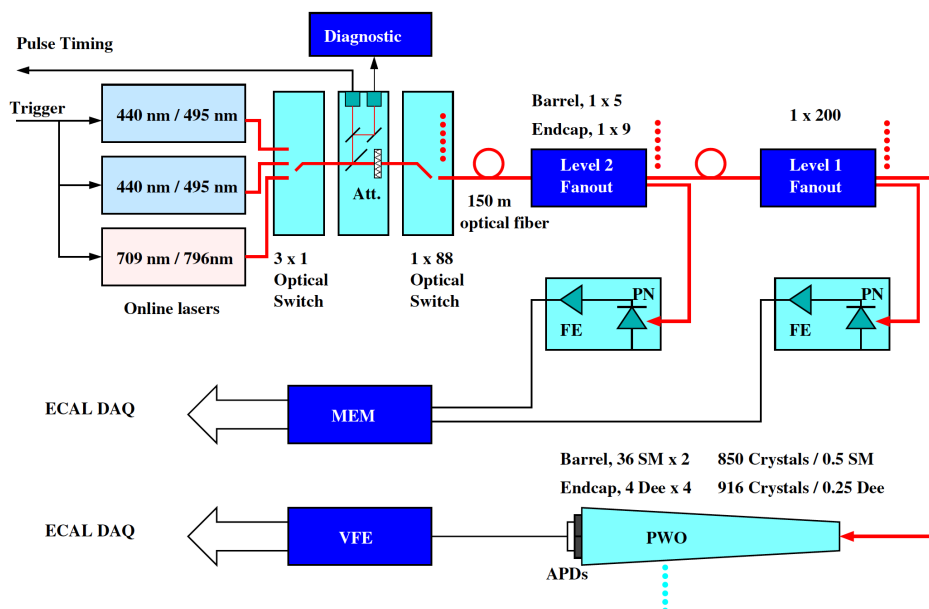 Pulse Timing
Diagnostic
Trigger
440 nm / 495 nm
440 nm / 495 nm
709 nm / 796nm
Online lasers
3 x 1
Optical
Switch
Att.
1 x 88
Optical
Switch
150 m
optical fiber
Barrel, 1 x 5
Endcap, 1 x 9
Level 2
Fanout
1 x 200
Level 1
Fanout
FE
PN
FE
PN
ECAL DAQ
MEM
Barrel, 36 SM x 2
850 Crystals / 0.5 SM
Endcap, 4 Dee x 4
916 Crystals / 0.25 Dee
ECAL DAQ
VFE
APDs
PWO